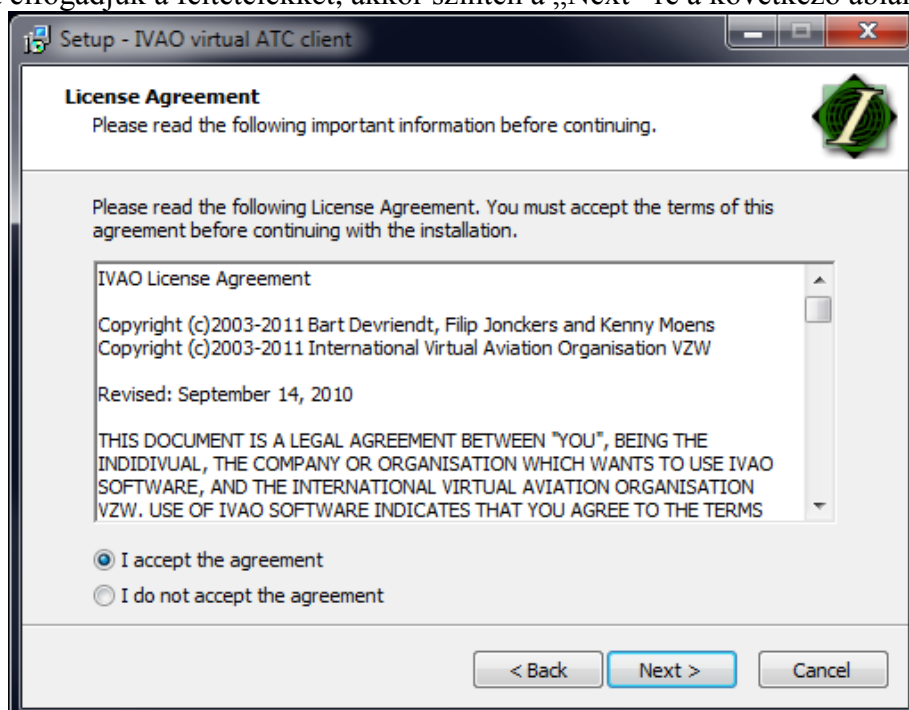 elfogadjuk a feltételekket, akkor szintén a „Next"-re a következő
Setup - IVAO virtual ATC client
License Agreement
Please read the following important information before continuing.
Please read the following License Agreement. You must accept the terms of this
agreement before continuing with the installation.
IVAO License Agreement
Copyright (c)2003-2011 Bart Devriendt, Filip Jonckers and Kenny Moens
Copyright (c)2003-2011 International Virtual Aviation Organisation VZW
Revised: September 14, 2010
THIS DOCUMENT IS A LEGAL AGREEMENT BETWEEN "YOU", BEING THE
INDIDIVUAL, THE COMPANY OR ORGANISATION WHICH WANTS TO USE IVAO
SOFTWARE, AND THE INTERNATIONAL VIRTUAL AVIATION ORGANISATION
VZW. USE OF IVAO SOFTWARE INDICATES THAT YOU AGREE TO THE TERMS
I accept the agreement
I do not accept the agreement
< Back Next > Cancel